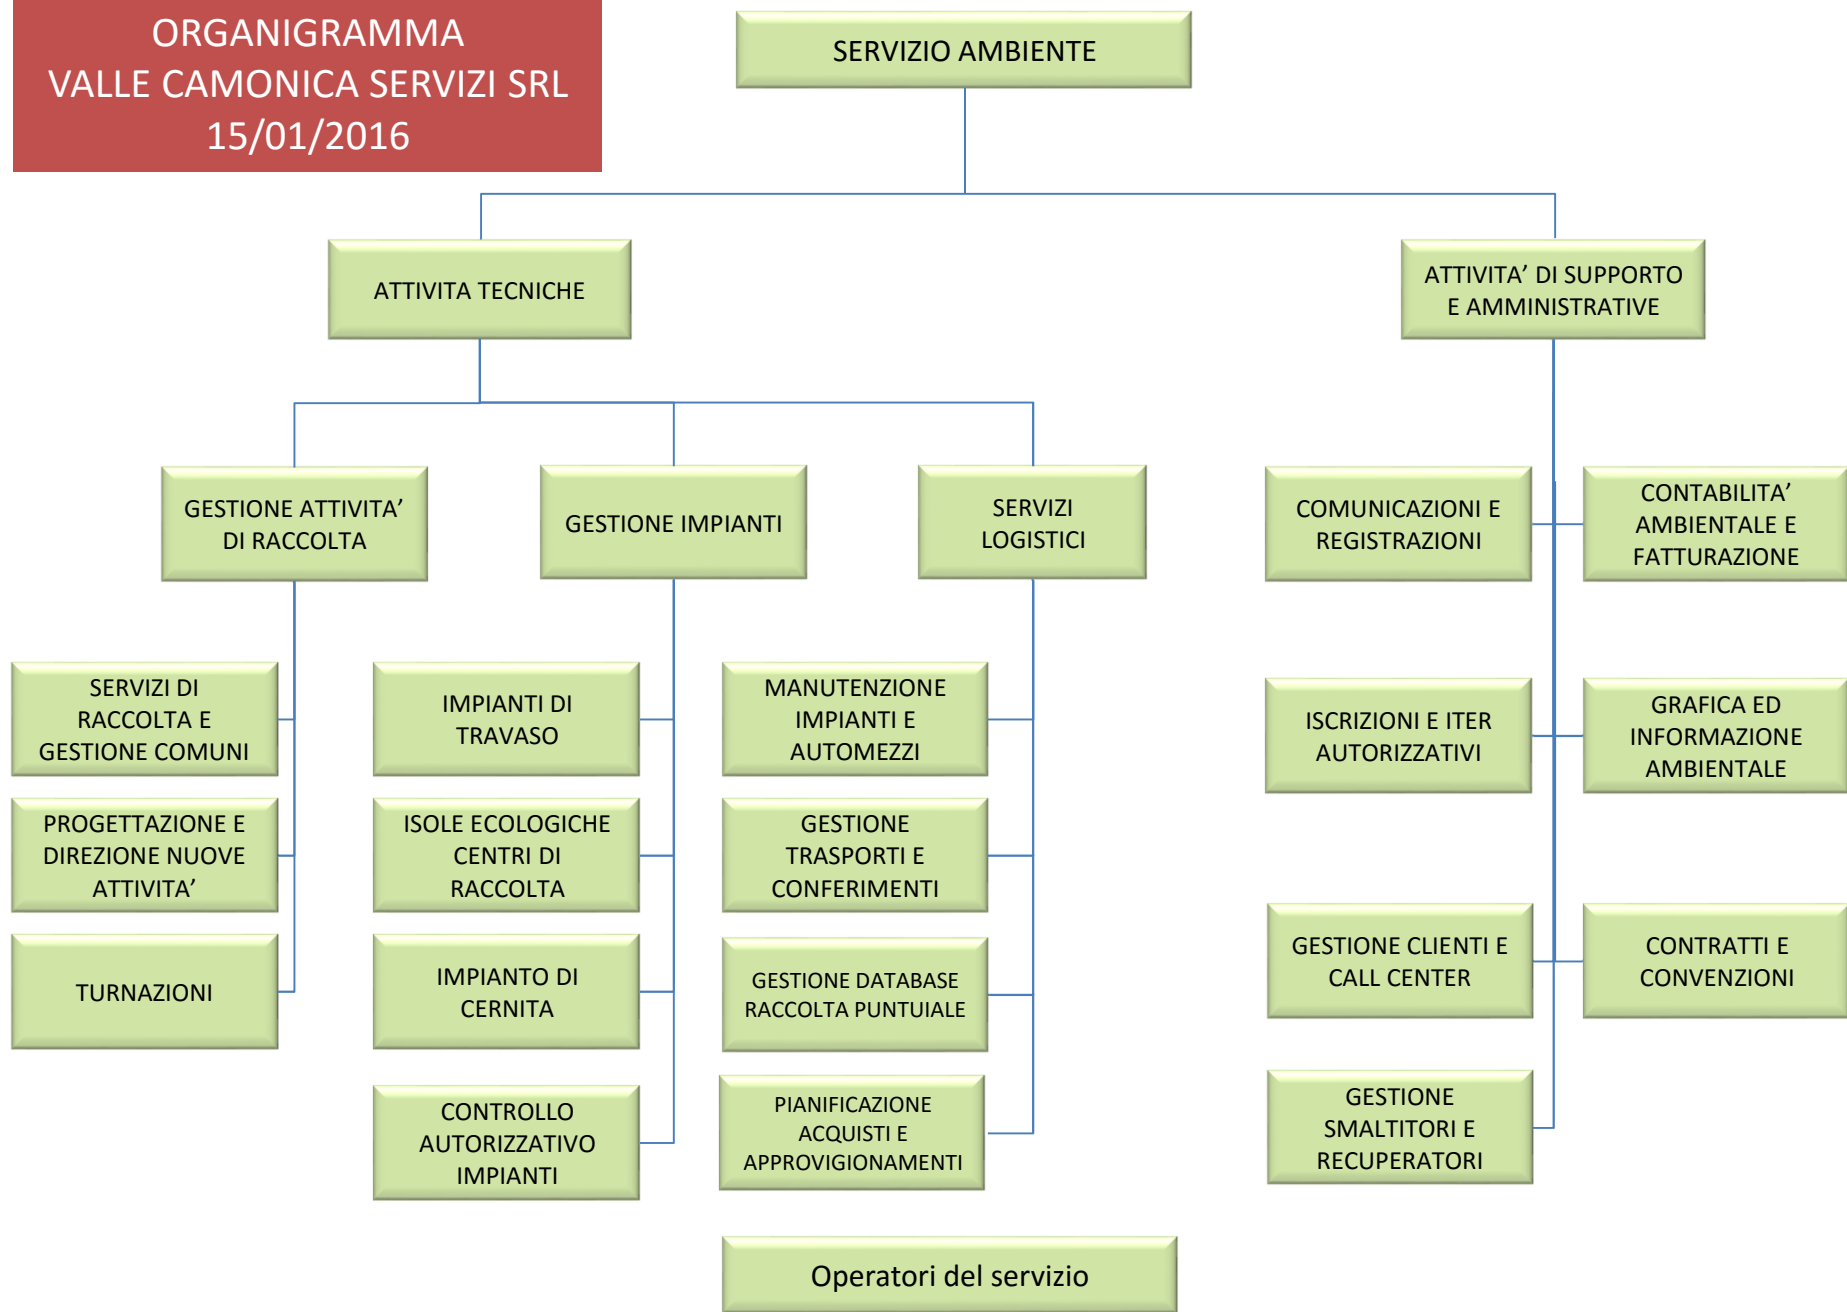 ORGANIGRAMMA
VALLE CAMONICA SERVIZI SRL
15/01/2016
SERVIZIO AMBIENTE
ATTIVITA TECNICHE
ATTIVITA’ DI SUPPORTO
E AMMINISTRATIVE
GESTIONE ATTIVITA’
DI RACCOLTA
GESTIONE IMPIANTI
SERVIZI
LOGISTICI
COMUNICAZIONI E
REGISTRAZIONI
CONTABILITA’
AMBIENTALE E
FATTURAZIONE
SERVIZI DI
RACCOLTA E
GESTIONE COMUNI
IMPIANTI DI
TRAVASO
MANUTENZIONE
IMPIANTI E
AUTOMEZZI
ISCRIZIONI E ITER
AUTORIZZATIVI
GRAFICA ED
INFORMAZIONE
AMBIENTALE
PROGETTAZIONE E
DIREZIONE NUOVE
ATTIVITA’
ISOLE ECOLOGICHE
CENTRI DI
RACCOLTA
GESTIONE
TRASPORTI E
CONFERIMENTI
TURNAZIONI
IMPIANTO DI
CERNITA
GESTIONE DATABASE
RACCOLTA PUNTUIALE
GESTIONE CLIENTI E
CALL CENTER
CONTRATTI E
CONVENZIONI
CONTROLLO
AUTORIZZATIVO
IMPIANTI
PIANIFICAZIONE
ACQUISTI E
APPROVIGIONAMENTI
GESTIONE
SMALTITORI E
RECUPERATORI
Operatori del servizio